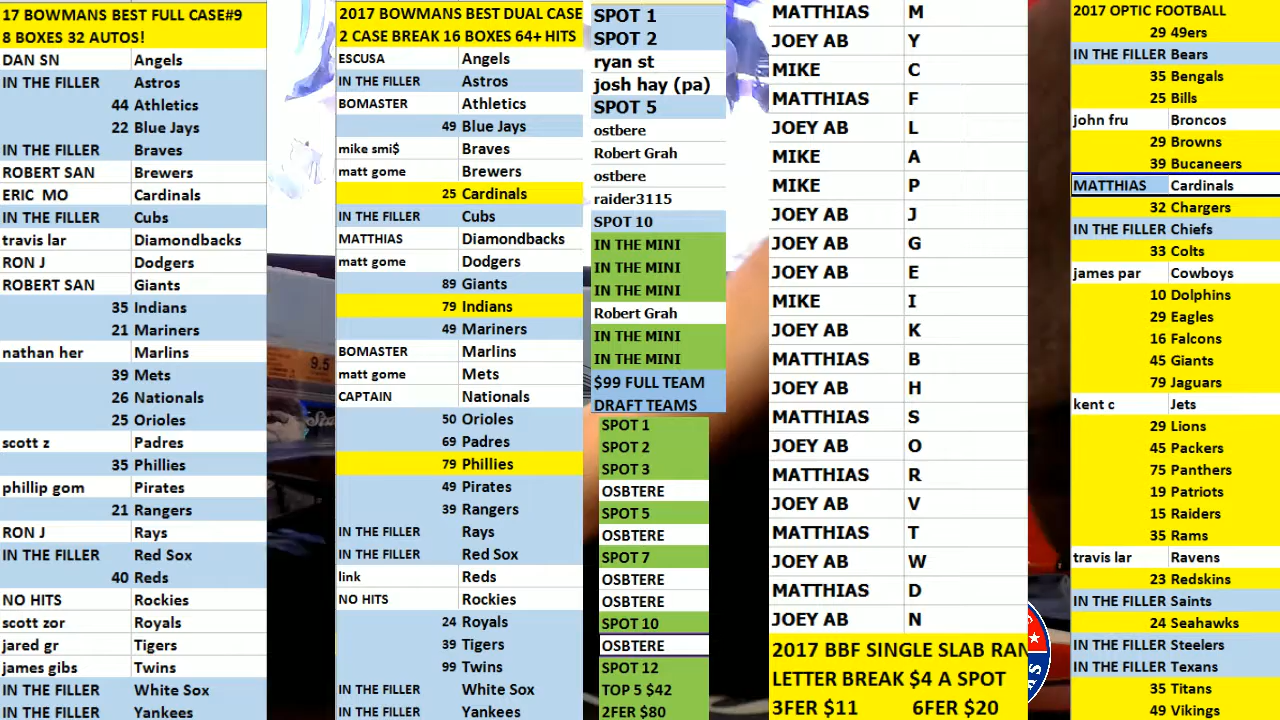 17 BOWMANS BEST FULL CASE#9
8 BOXES 32 AUTOS!
DAN SN Angels
IN THE FILLER Astros
44 Athletics
22 Blue Jays
IN THE FILLER Braves
ROBERT SAN Brewers
ERIC MO Cardinals
IN THE FILLER Cubs
travis lar Diamondbacks
RON J Dodgers
ROBERT SAN Giants
35 Indians
21 Mariners
nathan her Marlins
39 Mets
26 Nationals
25 Orioles
scott z Padres
35 Phillies
phillip gom Pirates
21 Rangers
RON J Rays
IN THE FILLER Red Sox
40 Reds
NO HITS Rockies
scott zor Royals
jared gr Tigers
james gibs Twins
IN THE FILLER White Sox
IN THE FILLER Yankees
2017 BOWMANS BEST DUAL CASE
2 CASE BREAK 16 BOXES 64+ HITS
ESCUSA Angels
IN THE FILLER Astros
BOMASTER Athletics
49 Blue Jays
mike smi$ Braves
matt gome Brewers
25 Cardinals
IN THE FILLER Cubs
MATTHIAS Diamondbacks
matt gome Dodgers
89 Giants
79 Indians
49 Mariners
BOMASTER Marlins
matt gome Mets
CAPTAIN Nationals
50 Orioles
69 Padres
79 Phillies
49 Pirates
39 Rangers
IN THE FILLER Rays
IN THE FILLER Red Sox
link Reds
NO HITS Rockies
24 Royals
39 Tigers
99 Twins
IN THE FILLER White Sox
IN THE FILLER Yankees
SPOT 1
SPOT 2
ryan st
josh hay (pa)
SPOT 5
ostbere
Robert Grah
ostbere
raider3115
SPOT 10
IN THE MINI
IN THE MINI
IN THE MINI
Robert Grah
IN THE MINI
IN THE MINI
$99 FULL TEAM
DRAFT TEAMS
SPOT 1
SPOT 2
SPOT 3
OSBTERE
SPOT 5
OSBTERE
SPOT 7
OSBTERE
OSBTERE
SPOT 10
OSBTERE
SPOT 12
TOP 5 $42
2FER $80
MATTHIAS M
JOEY AB Y
MIKE C
MATTHIAS F
JOEY AB L
MIKE A
MIKE P
JOEY AB J
JOEY AB G
JOEY AB E
MIKE I
JOEY AB K
MATTHIAS B
JOEY AB H
MATTHIAS S
JOEY AB O
MATTHIAS R
JOEY AB V
MATTHIAS T
JOEY AB W
MATTHIAS D
JOEY AB N
2017 BBF SINGLE SLAB RAN
LETTER BREAK $4 A SPOT
3FER $11 6FER $20
2017 OPTIC FOOTBALL
29 49ers
IN THE FILLER Bears
35 Bengals
25 Bills
john fru Broncos
29 Browns
39 Bucaneers
MATTHIAS Cardinals
32 Chargers
IN THE FILLER Chiefs
33 Colts
james par Cowboys
10 Dolphins
29 Eagles
16 Falcons
45 Giants
79 Jaguars
kent c Jets
29 Lions
45 Packers
75 Panthers
19 Patriots
15 Raiders
35 Rams
travis lar Ravens
23 Redskins
IN THE FILLER Saints
24 Seahawks
IN THE FILLER Steelers
IN THE FILLER Texans
35 Titans
49 Vikings
9.5